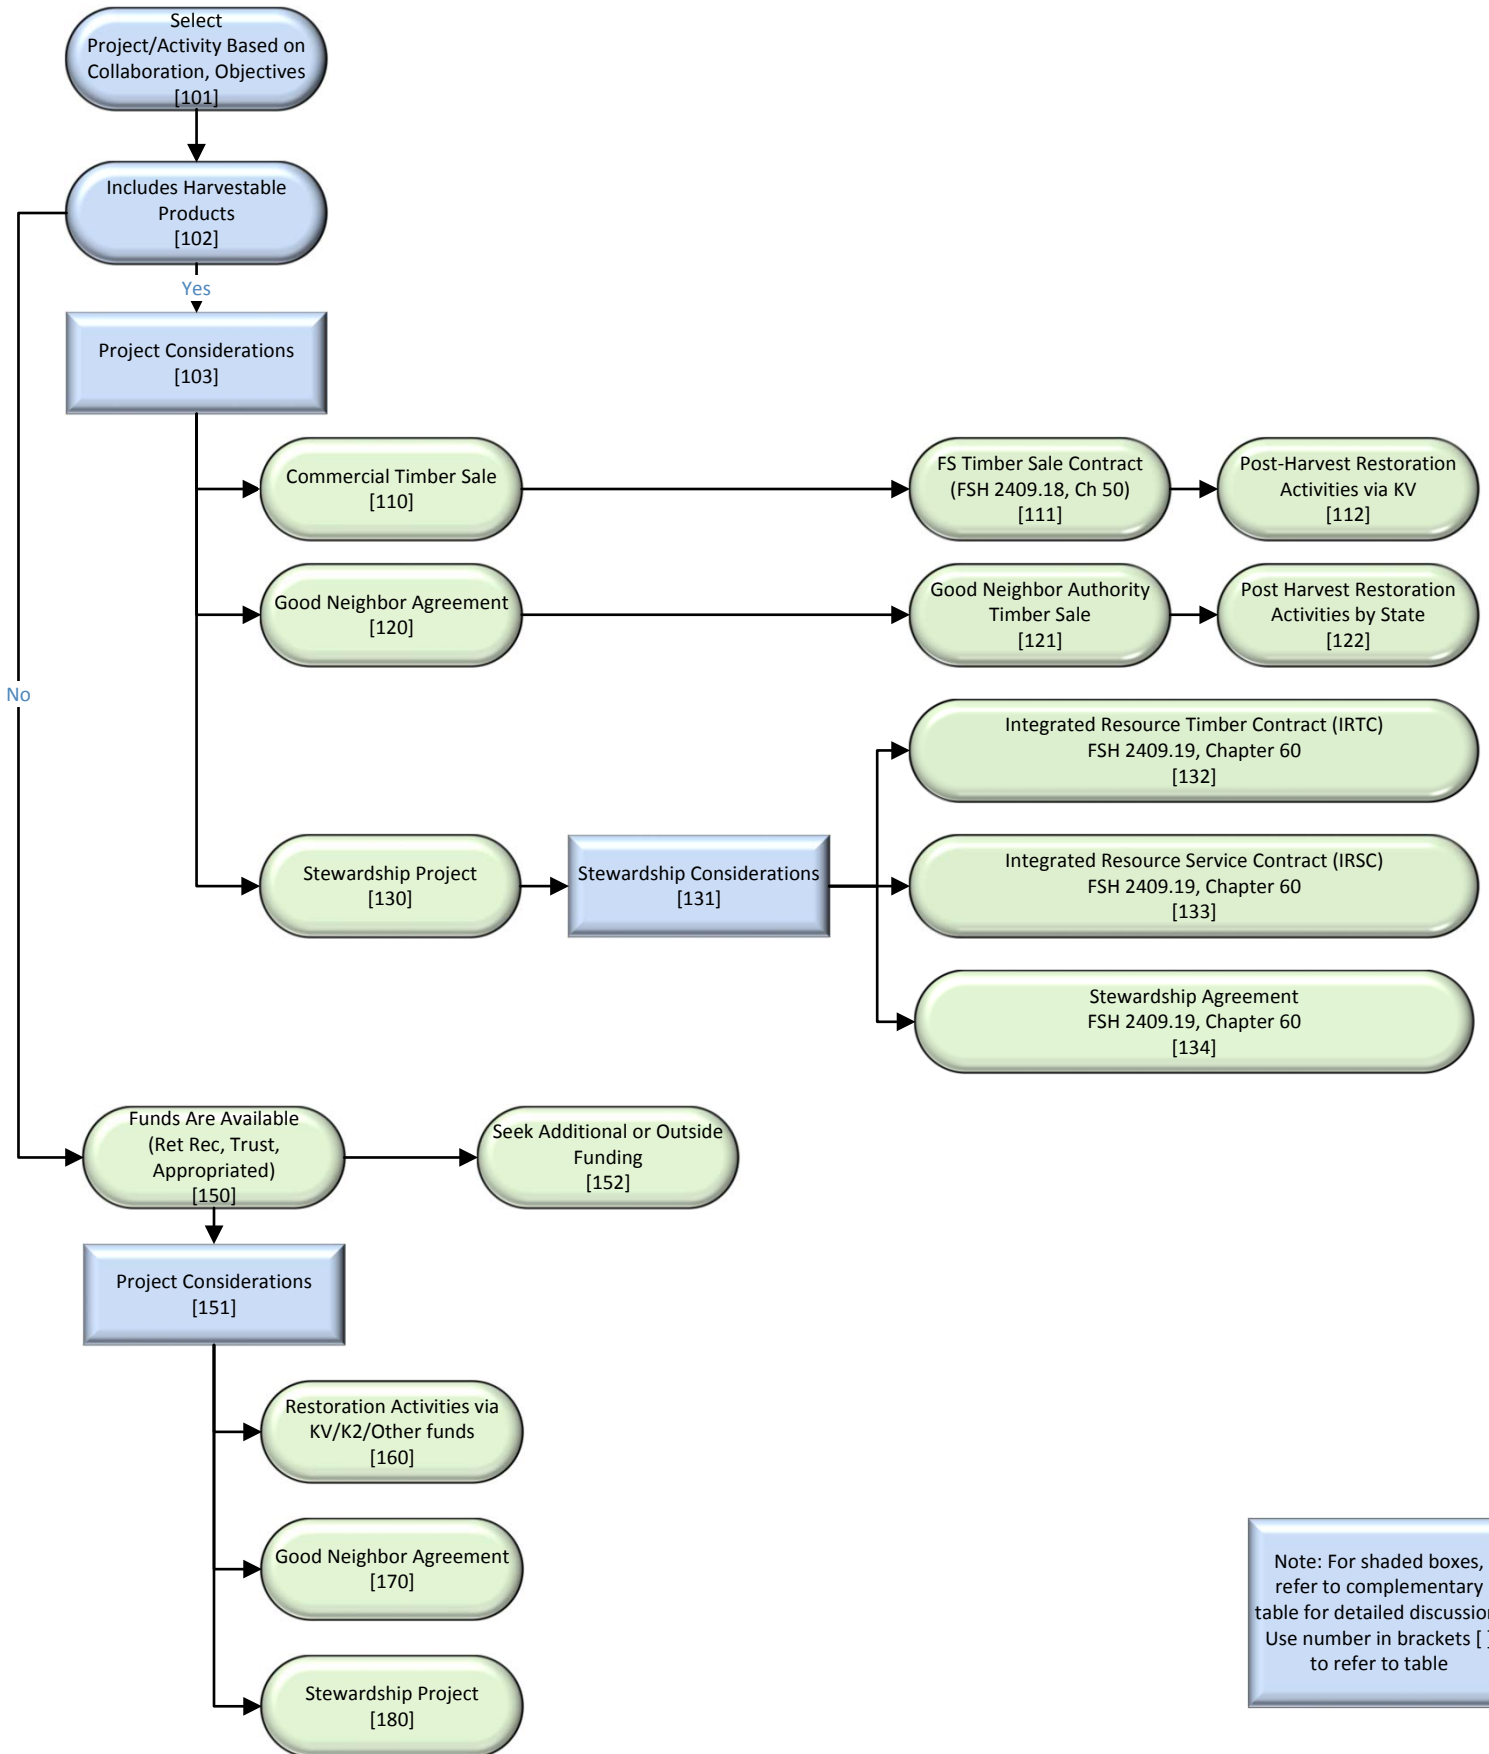 Select
Project/Activity Based on
Collaboration, Objectives
[101]
Includes Harvestable
Products
[102]
Yes
Project Considerations
[103]
Commercial Timber Sale
[110]
FS Timber Sale Contract
(FSH 2409.18, Ch 50)
[111]
Post-Harvest Restoration
Activities via KV
[112]
Good Neighbor Agreement
[120]
Good Neighbor Authority
Timber Sale
[121]
Post Harvest Restoration
Activities by State
[122]
No
Integrated Resource Timber Contract (IRTC)
FSH 2409.19, Chapter 60
[132]
Stewardship Project
[130]
Stewardship Considerations
[131]
Integrated Resource Service Contract (IRSC)
FSH 2409.19, Chapter 60
[133]
Stewardship Agreement
FSH 2409.19, Chapter 60
[134]
Funds Are Available
(Ret Rec, Trust,
Appropriated)
[150]
Seek Additional or Outside
Funding
[152]
Project Considerations
[151]
Restoration Activities via
KV/K2/Other funds
[160]
Good Neighbor Agreement
[170]
Stewardship Project
[180]
Note: For shaded boxes,
refer to complementary
table for detailed discussion
Use number in brackets [ ]
to refer to table